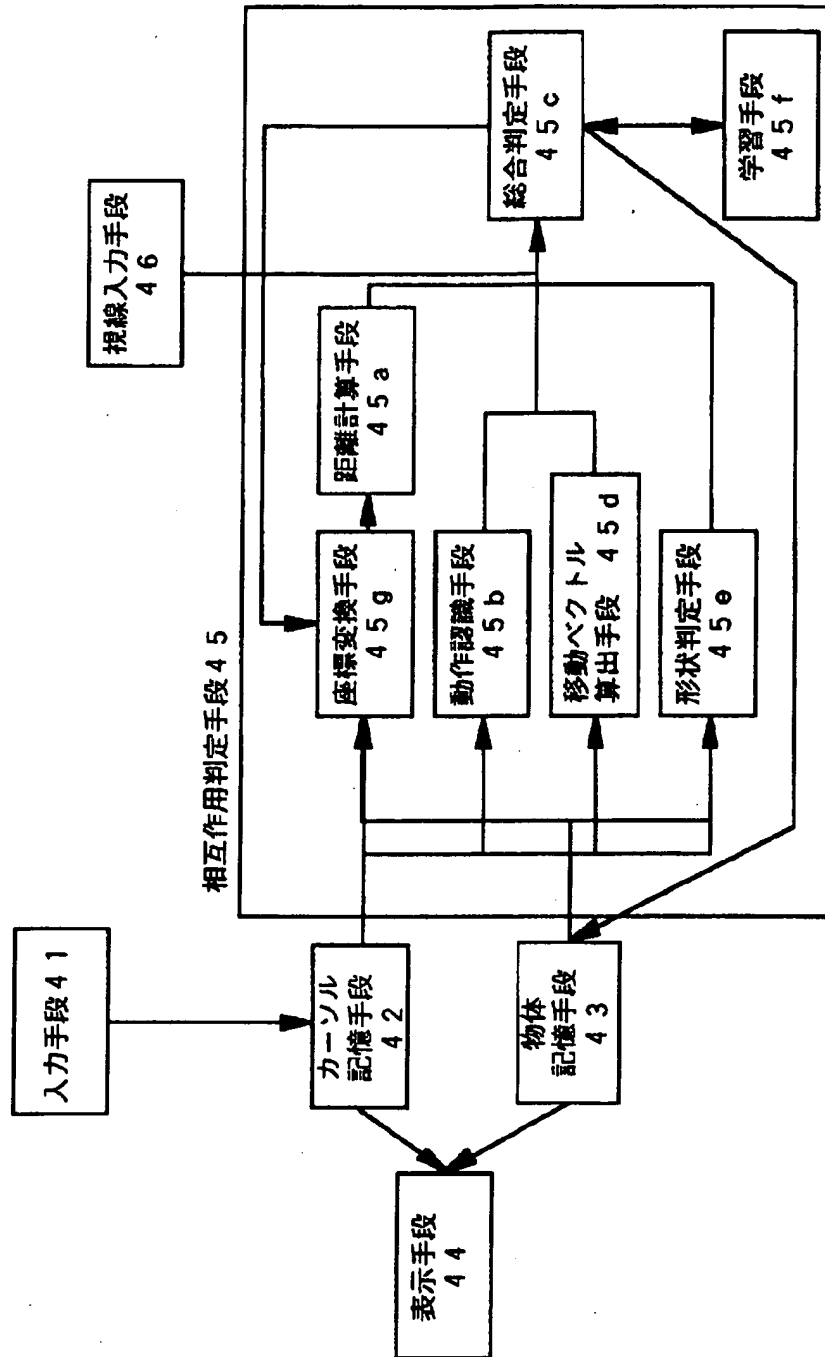 入力手段41
視線入力手段
46
相互作用判定手段45
カーソル
記憶手段
42
物体
記憶手段
43
表示手段
44
座標変換手段
45g
距離計算手段
45a
動作認識手段
45b
移動ベクトル
算出手段 45d
形状判定手段
45e
総合判定手段
45c
学習手段
45f